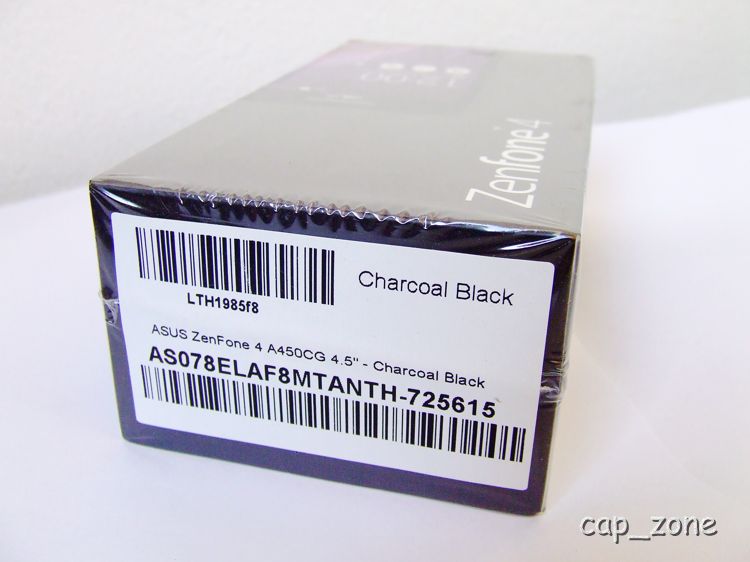 Zenfone 4
Charcoal Black
LTH1985f8
ASUS ZenFone 4 A450CG 4.5" - Charcoal Black
AS078ELAF8MTANTH-725615
cap_zone